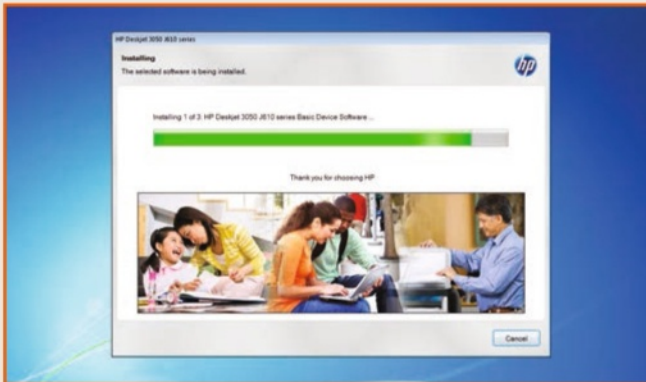 HP Deskjet 3050 J610 series
Installing
The selected software is being installed.
hp
Installing 1 of 3: HP Deskjet 3050 J610 series Basic Device Software ...
Thank you for choosing HP
Cancel